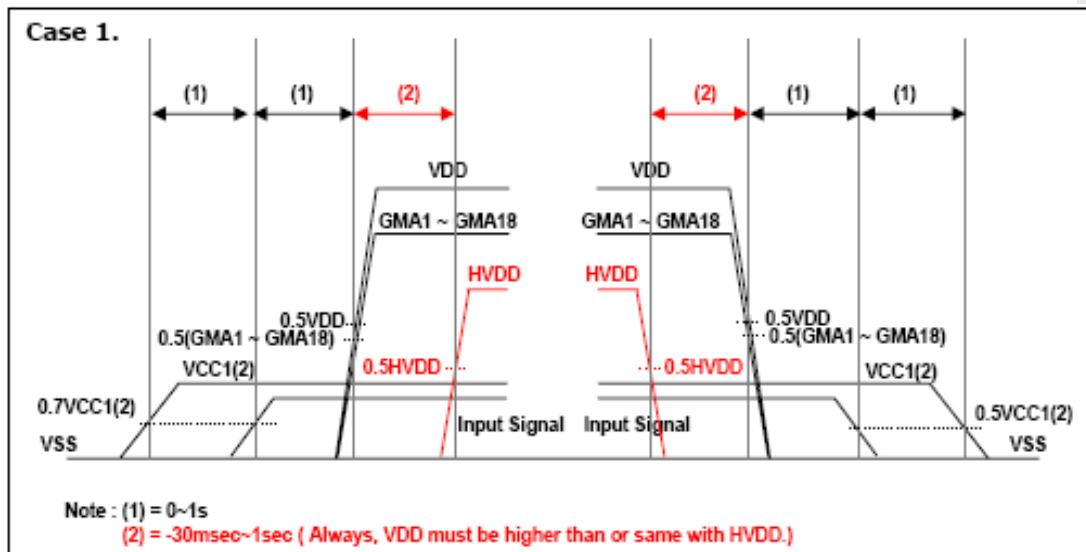 Case 1.
(1) (1) (2) (2) (1) (1)
VDD VDD
GMA1 ~ GMA18 GMA1 ~ GMA18
HVDD HVDD
0.5VDD 0.5VDD
0.5(GMA1 ~ GMA18) 0.5(GMA1 ~ GMA18)
VCC1(2) 0.5HVDD 0.5HVDD VCC1(2)
0.7VCC1(2) 0.5VCC1(2)
Input Signal Input Signal
VSS VSS
Note : (1) = 0~1s
(2) = -30msec~1sec ( Always, VDD must be higher than or same with HVDD.)